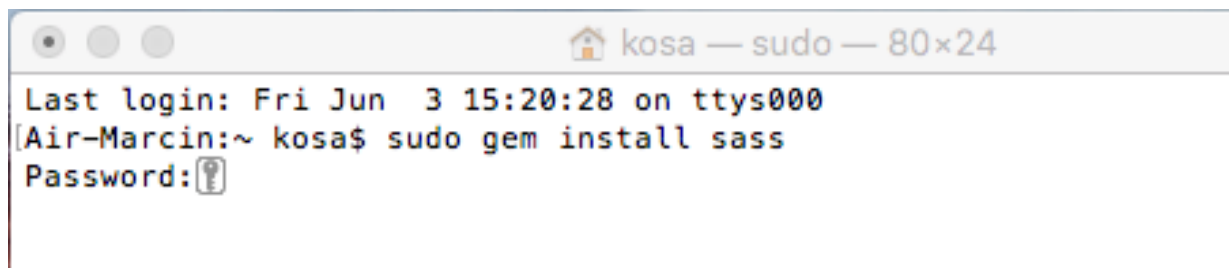 kosa — sudo — 80×24
Last login: Fri Jun  3 15:20:28 on ttys000
[Air-Marcin:~ kosa$ sudo gem install sass
Password: